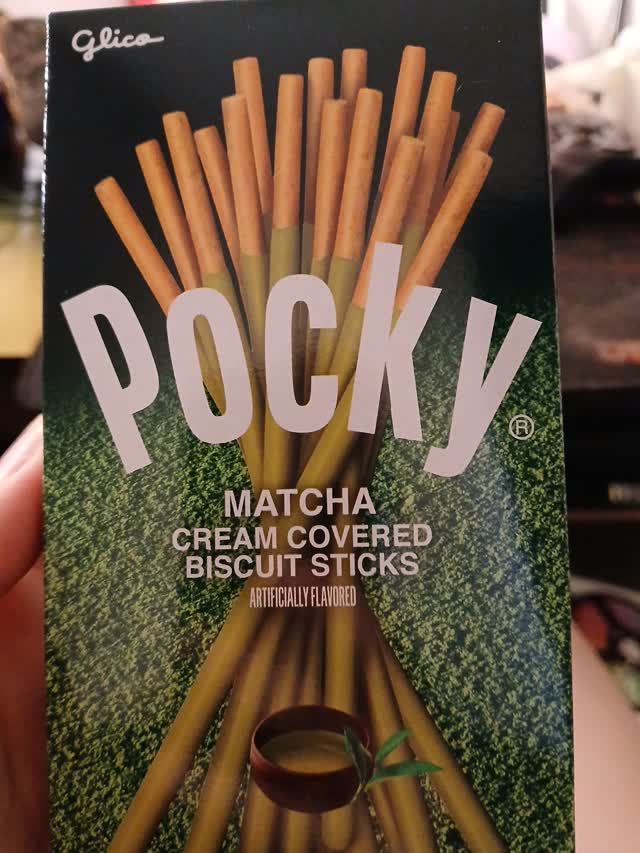 Glico
Pocky
®
MATCHA
CREAM COVERED
BISCUIT STICKS
ARTIFICIALLY FLAVORED